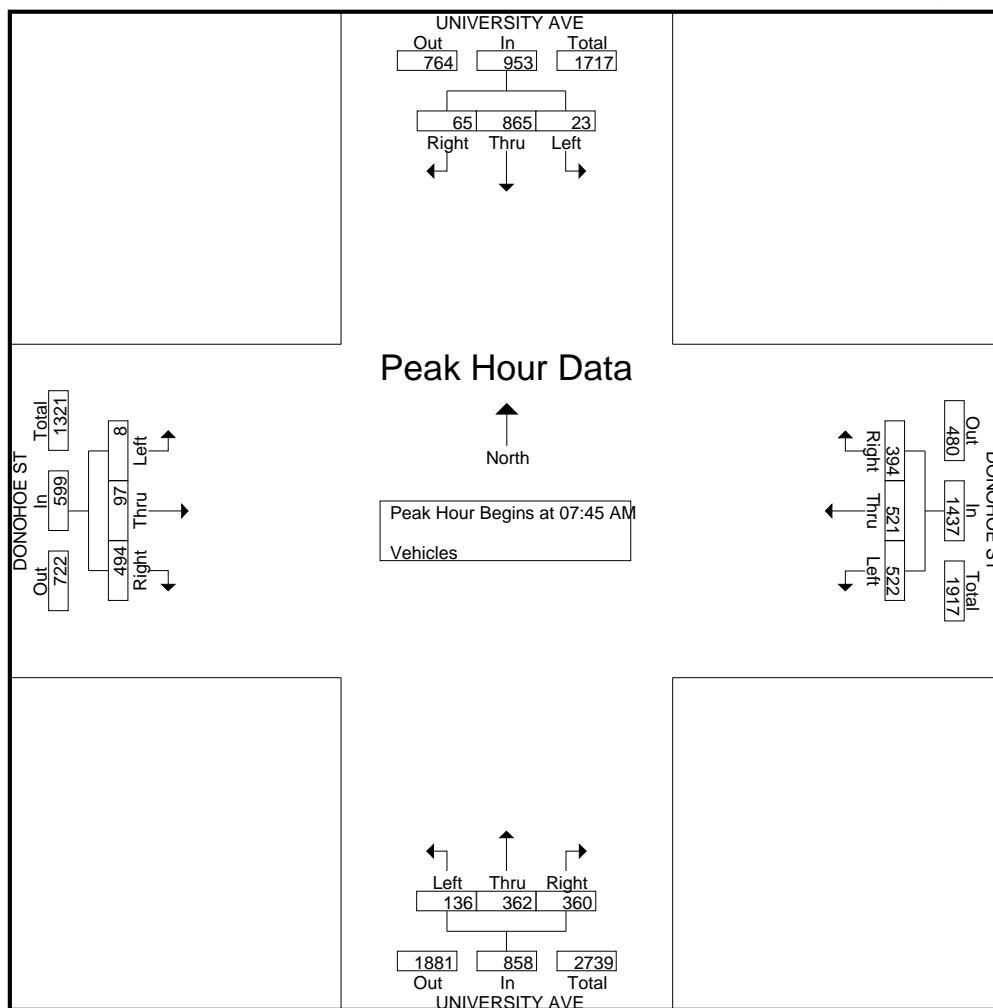 UNIVERSITY AVE
Out In Total
764 953 1717
65 865 23
Right Thru Left
Peak Hour Data
North
Peak Hour Begins at 07:45 AM
Vehicles
DONOHOE ST
Out In Total
722 599 1321
494 97 8
Right Thru Left
DONOHOE ST
Out In Total
480 1437 1917
394 521 522
Right Thru Left
Left Thru Right
136 362 360
1881 858 2739
Out In Total
UNIVERSITY AVE